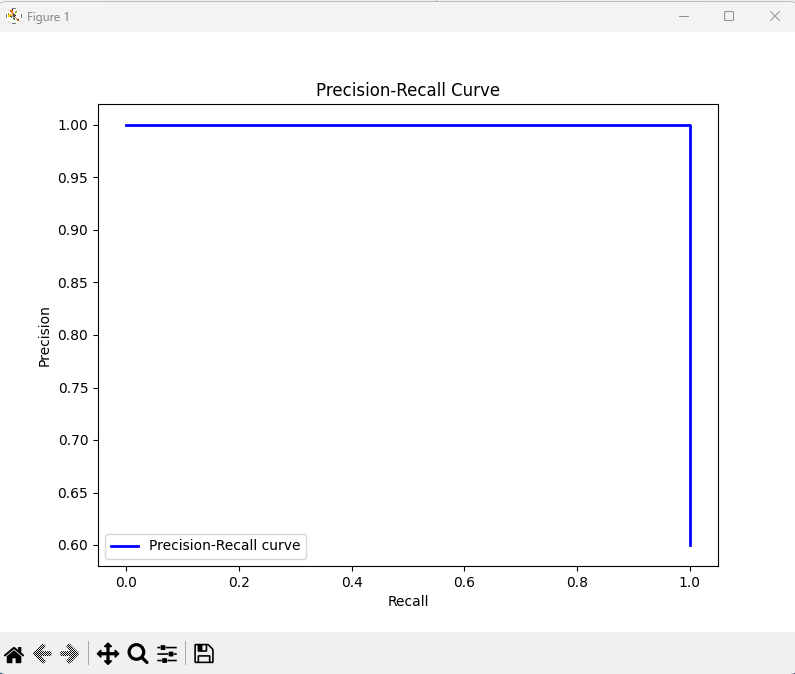 Figure 1
Precision-Recall Curve
1.00
0.95
0.90
0.85
0.80
0.75
0.70
0.65
0.60
Precision
Precision-Recall curve
0.0 0.2 0.4 0.6 0.8 1.0
Recall